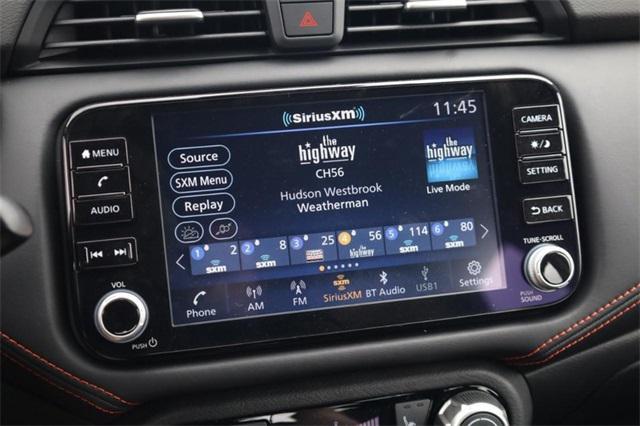 SiriusXM
11:45
MENU
CAMERA
Source
the
highway
the
highway
CH56
SETTING
SXM Menu
Live Mode
AUDIO
Replay
Hudson Westbrook
Weatherman
BACK
1 2
2 8
3 25
4 56
5 114
6 80
sxm
sxm
the
highway
sxm
sxm
TUNE·SCROLL
VOL
Phone
AM
FM
sxm
SiriusXM
BT Audio
USB1
Settings
PUSH
SOUND
PUSH